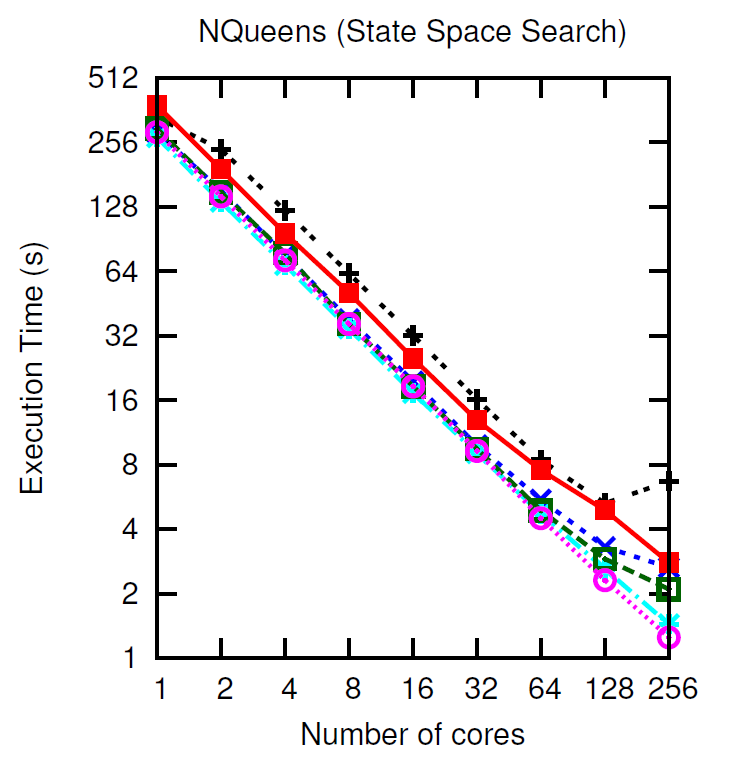 NQueens (State Space Search)
512
256
128
64
32
16
8
4
2
1
Execution Time (s)
1 2 4 8 16 32 64 128 256
Number of cores